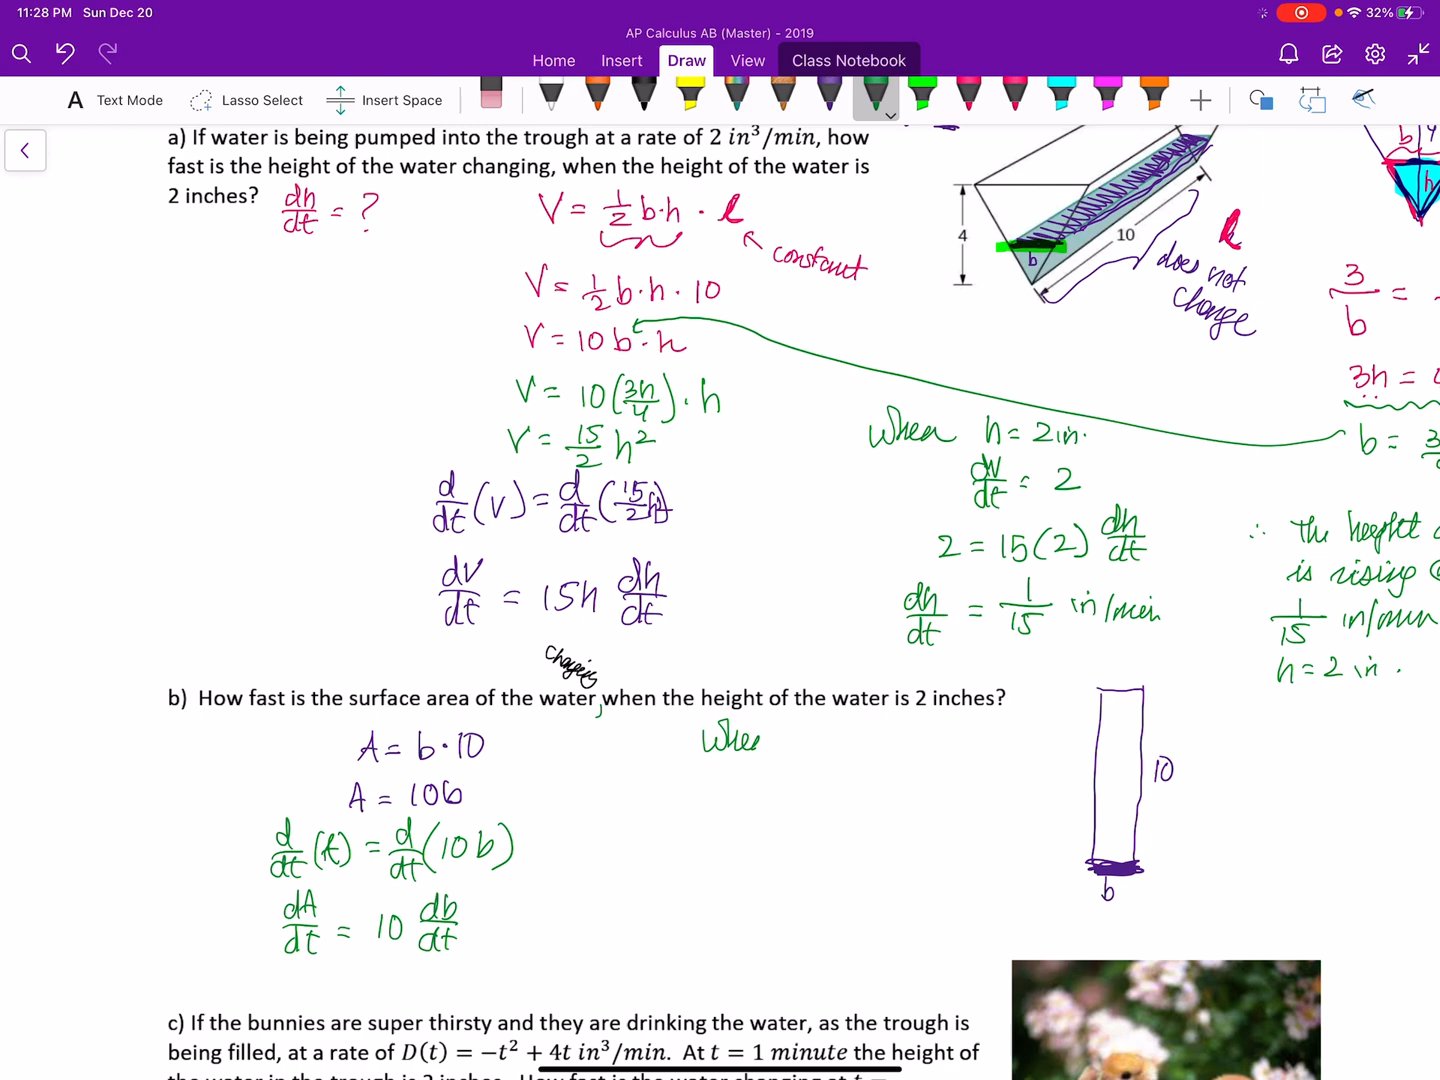 11:28 PM Sun Dec 20
32%
AP Calculus AB (Master) - 2019
Home Insert Draw View Class Notebook
A Text Mode Lasso Select Insert Space
a) If water is being pumped into the trough at a rate of 2 in³/min, how
fast is the height of the water changing, when the height of the water is
2 inches?
dh/dt = ?
V = 1/2 b·h · l
constant
V = 1/2 b·h · 10
V = 10 b·h
V = 10(3h/4)·h
V = 15/2 h²
d/dt (V) = d/dt (15/2 h²)
dV/dt = 15h dh/dt
4
b
10
l
does not
change
b
4
h
3/b =
3h =
b = 3
When h = 2 in.
dV/dt = 2
2 = 15(2) dh/dt
dh/dt = 1/15 in/min
∴ the height
is rising @
1/15 in/min
h = 2 in.
changing
b) How fast is the surface area of the water, when the height of the water is 2 inches?
A = b·10
A = 10b
d/dt (A) = d/dt (10b)
dA/dt = 10 db/dt
Whe
10
b
c) If the bunnies are super thirsty and they are drinking the water, as the trough is
being filled, at a rate of D(t) = −t² + 4t in³/min. At t = 1 minute the height of